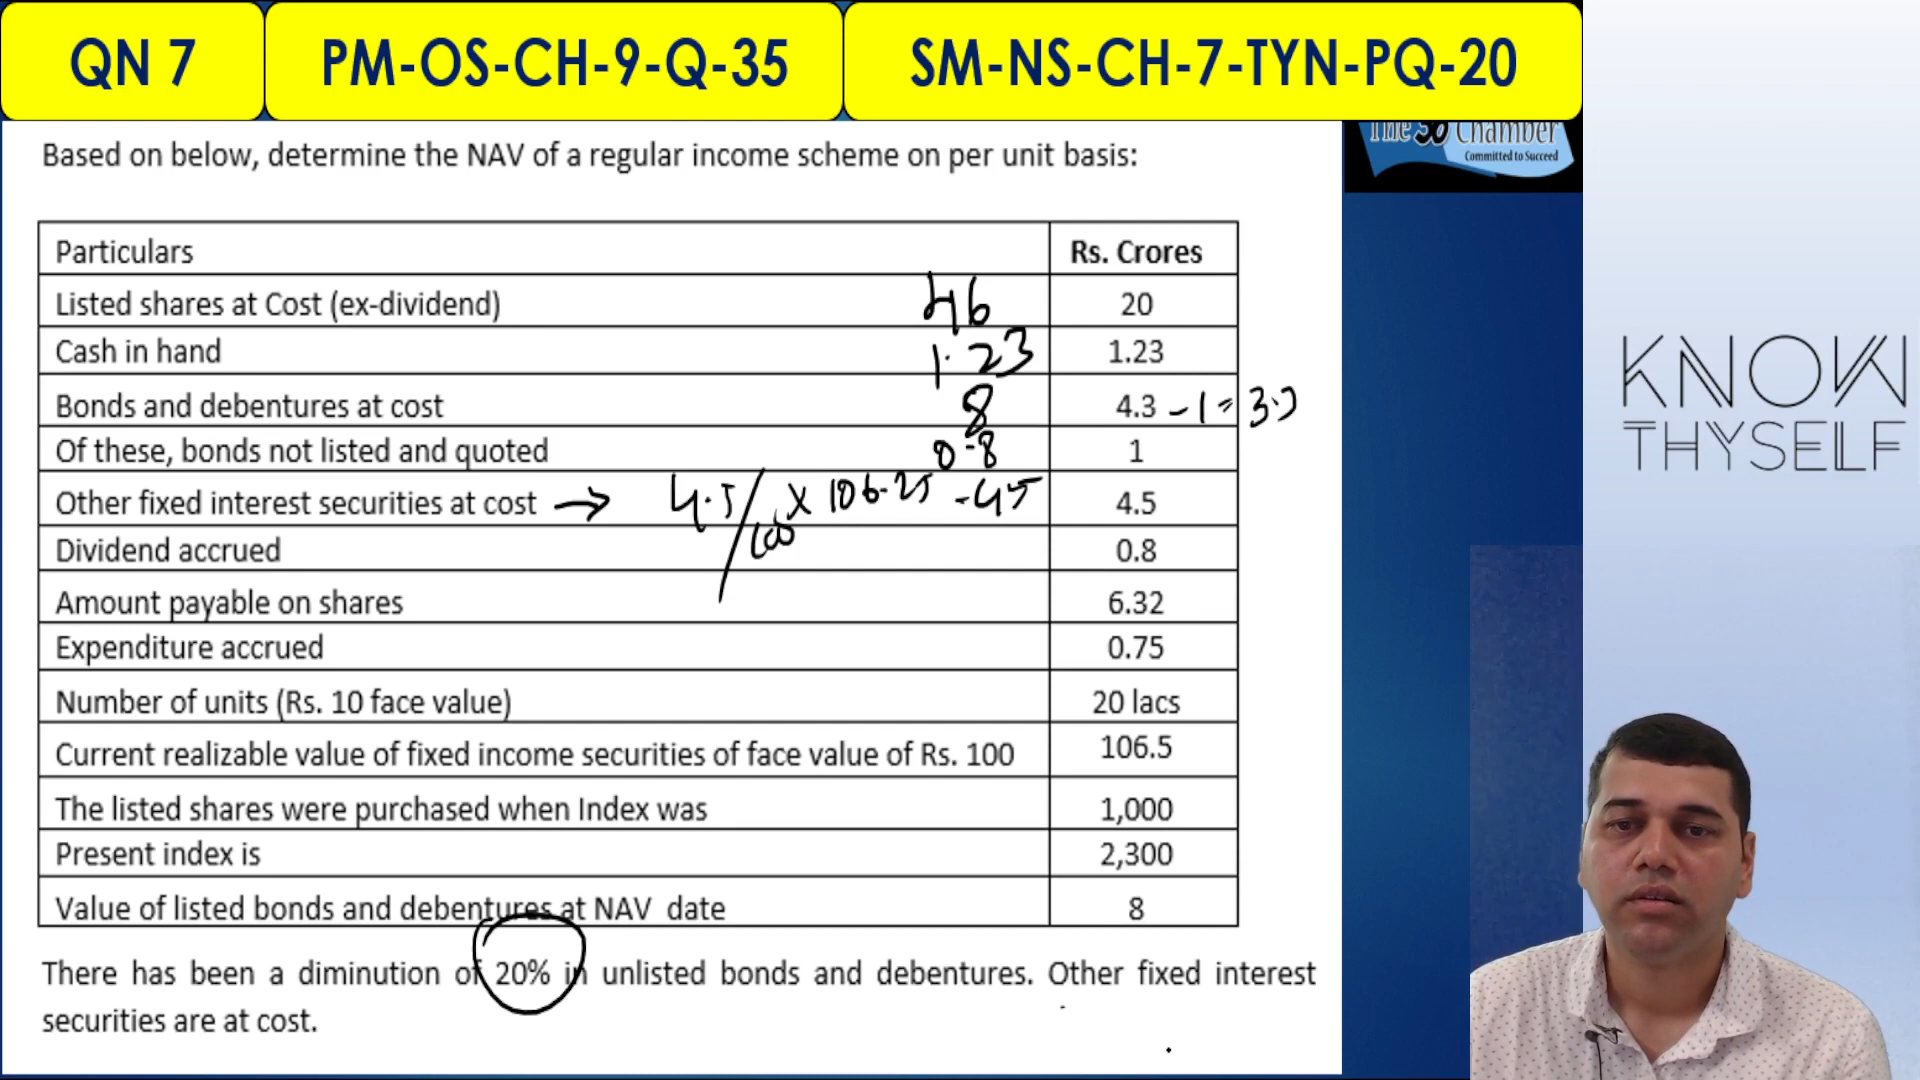 QN 7 PM-OS-CH-9-Q-35 SM-NS-CH-7-TYN-PQ-20
The SB Chamber
Committed to Succeed
Based on below, determine the NAV of a regular income scheme on per unit basis:
Particulars Rs. Crores
Listed shares at Cost (ex-dividend) 46 20
Cash in hand 1.23 1.23
Bonds and debentures at cost 8 4.3 - 1 = 3.3
Of these, bonds not listed and quoted 0.8 1
Other fixed interest securities at cost → 4.5/100 x 106.25 -45 4.5
Dividend accrued 0.8
Amount payable on shares 6.32
Expenditure accrued 0.75
Number of units (Rs. 10 face value) 20 lacs
Current realizable value of fixed income securities of face value of Rs. 100 106.5
The listed shares were purchased when Index was 1,000
Present index is 2,300
Value of listed bonds and debentures at NAV date 8
There has been a diminution of 20% in unlisted bonds and debentures. Other fixed interest
securities are at cost.
KNOW
THYSELF